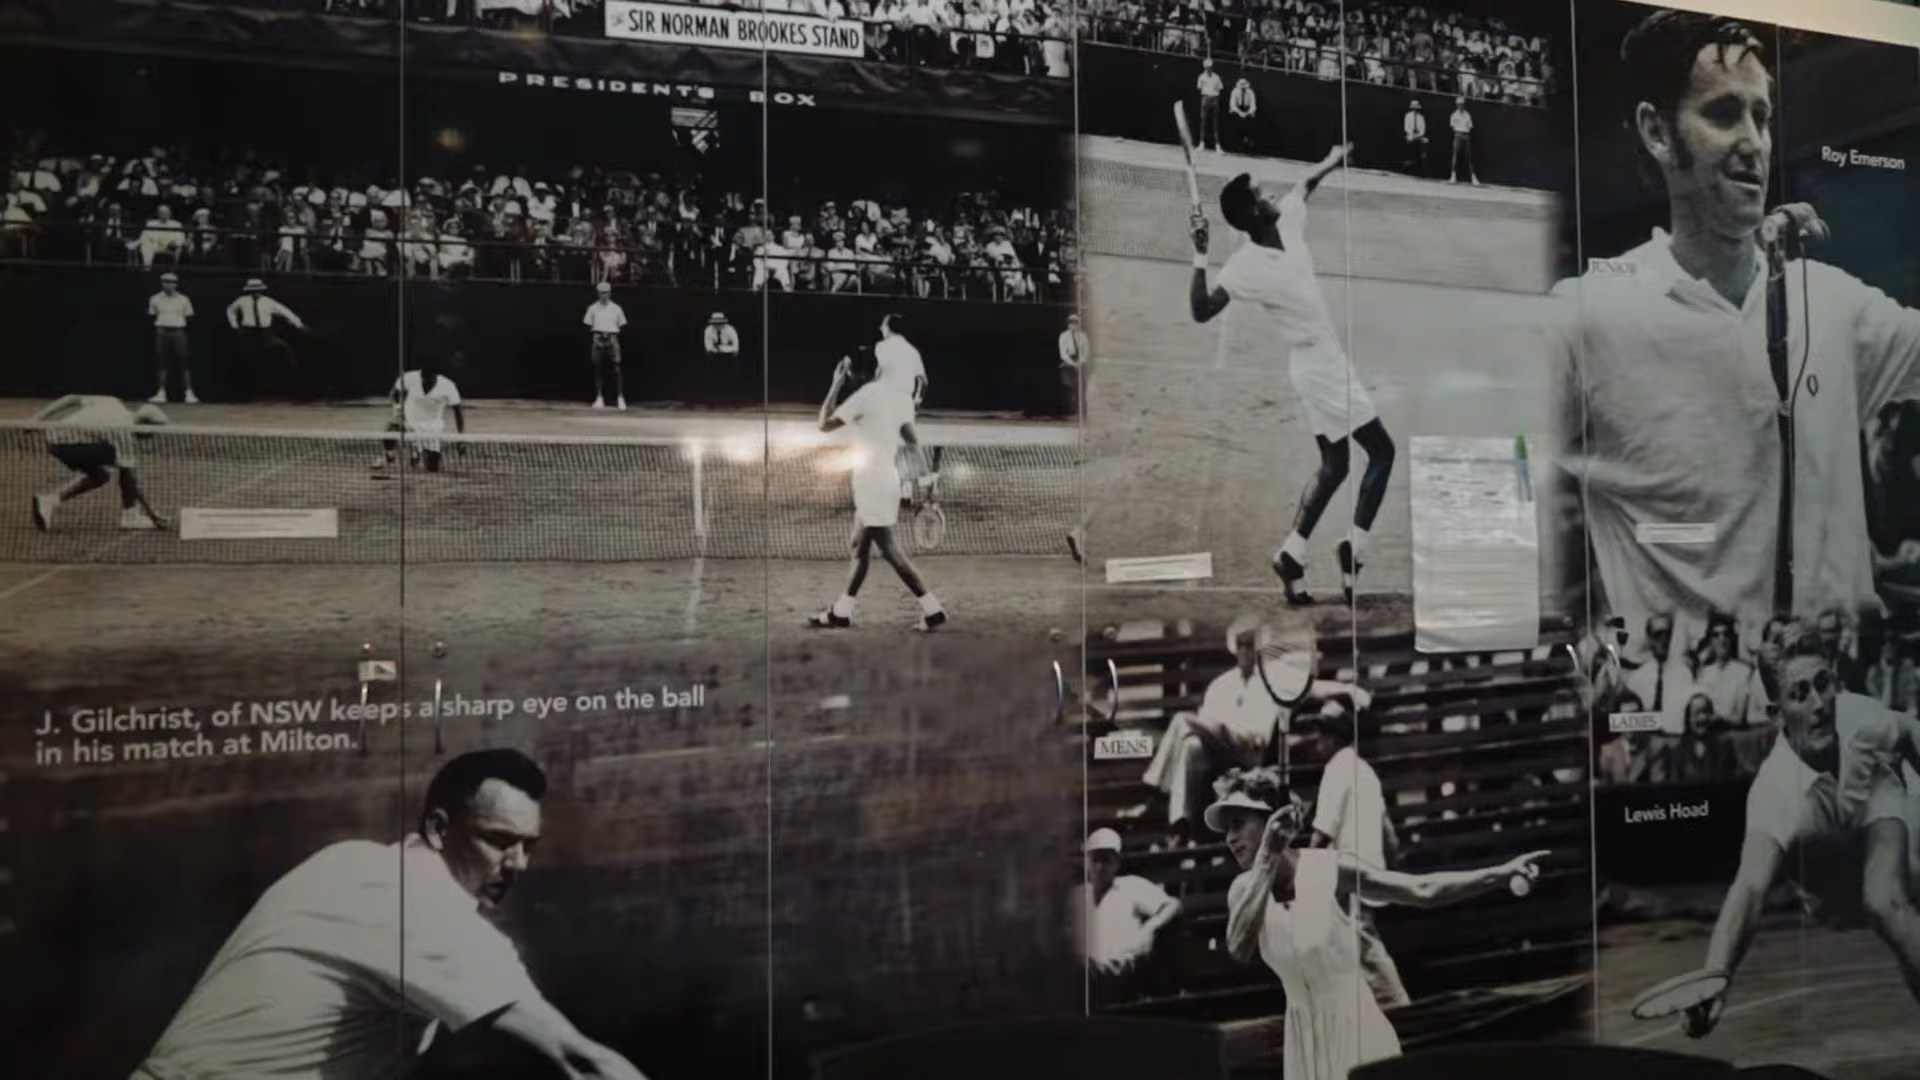 SIR NORMAN BROOKES STAND
PRESIDENT'S BOX
Roy Emerson
JUNIOR
J. Gilchrist, of NSW keeps a sharp eye on the ball
in his match at Milton.
MENS
LADIES
Lewis Hoad